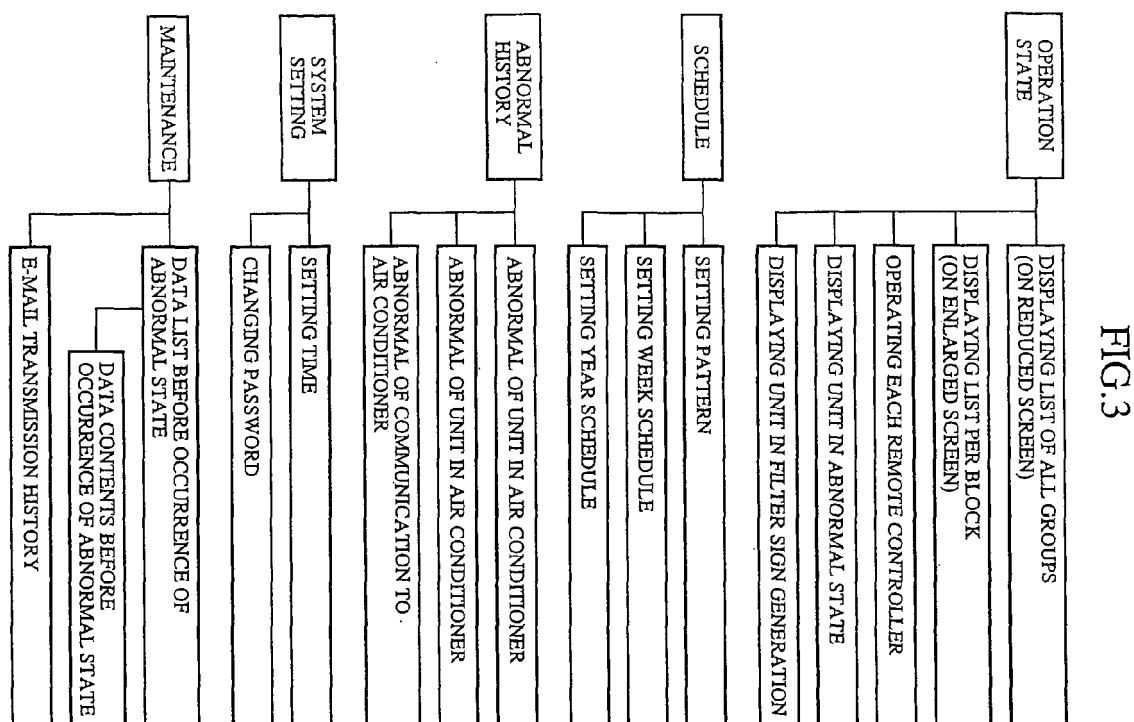 FIG.3
OPERATION
STATE
DISPLAYING LIST OF ALL GROUPS
(ON REDUCED SCREEN)
DISPLAYING LIST PER BLOCK
(ON ENLARGED SCREEN)
OPERATING EACH REMOTE CONTROLLER
DISPLAYING UNIT IN ABNORMAL STATE
DISPLAYING UNIT IN FILTER SIGN GENERATION
SCHEDULE
SETTING PATTERN
SETTING WEEK SCHEDULE
SETTING YEAR SCHEDULE
ABNORMAL
HISTORY
ABNORMAL OF UNIT IN AIR CONDITIONER
ABNORMAL OF UNIT IN AIR CONDITIONER
ABNORMAL OF COMMUNICATION TO
AIR CONDITIONER
SYSTEM
SETTING
SETTING TIME
CHANGING PASSWORD
MAINTENANCE
DATA LIST BEFORE OCCURRENCE OF
ABNORMAL STATE
DATA CONTENTS BEFORE
OCCURRENCE OF ABNORMAL STATE
E-MAIL TRANSMISSION HISTORY